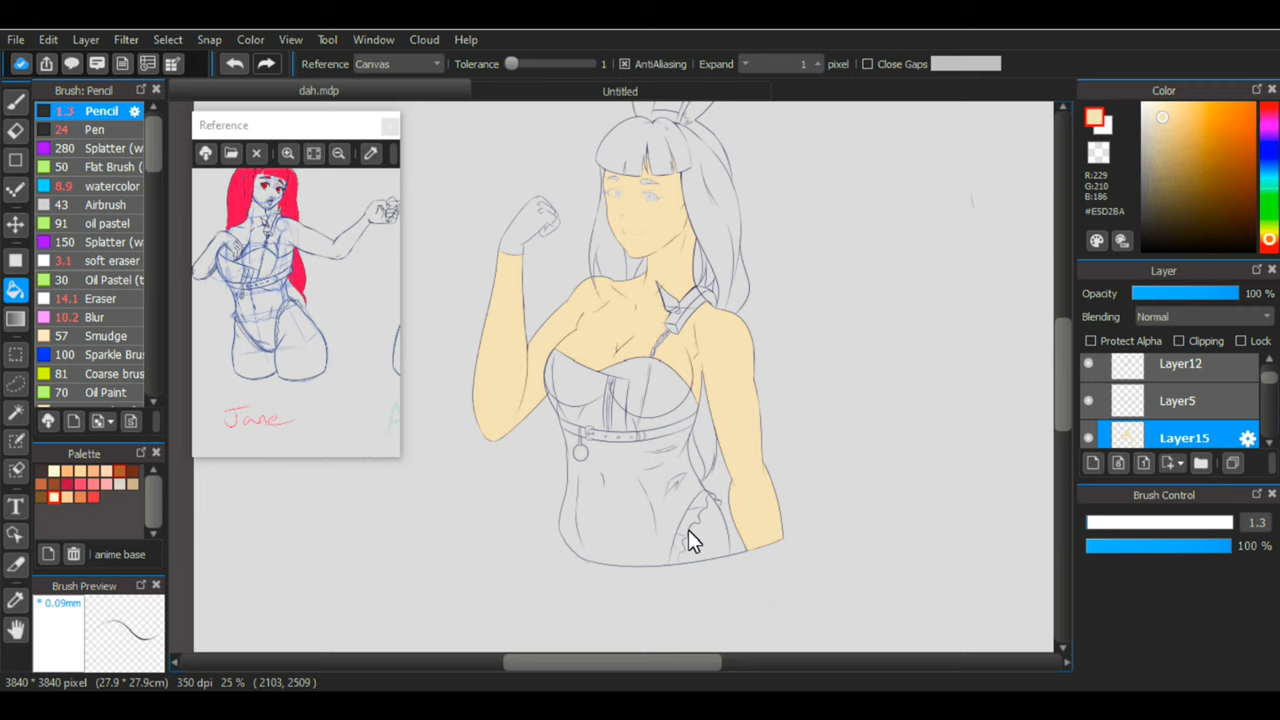 File Edit Layer Filter Select Snap Color View Tool Window Cloud Help
Reference Canvas Tolerance 1 AntiAliasing Expand 1 pixel Close Gaps
Brush: Pencil
dah.mdp
Untitled
Color
1.3 Pencil
24 Pen
280 Splatter (w
50 Flat Brush (
8.9 watercolor
43 Airbrush
91 oil pastel
150 Splatter (w
3.1 soft eraser
30 Oil Pastel (t
14.1 Eraser
10.2 Blur
57 Smudge
100 Sparkle Brus
81 Coarse brus
70 Oil Paint
Reference
Jane
A
R:229
G:210
B:186
#E5D2BA
Layer
Opacity 100 %
Blending Normal
Protect Alpha Clipping Lock
Layer12
Layer5
Layer15
8
1
Brush Control
1.3
100 %
S
Palette
T
anime base
Brush Preview
* 0.09mm
3840 * 3840 pixel (27.9 * 27.9cm) 350 dpi 25 % ( 2103, 2509 )